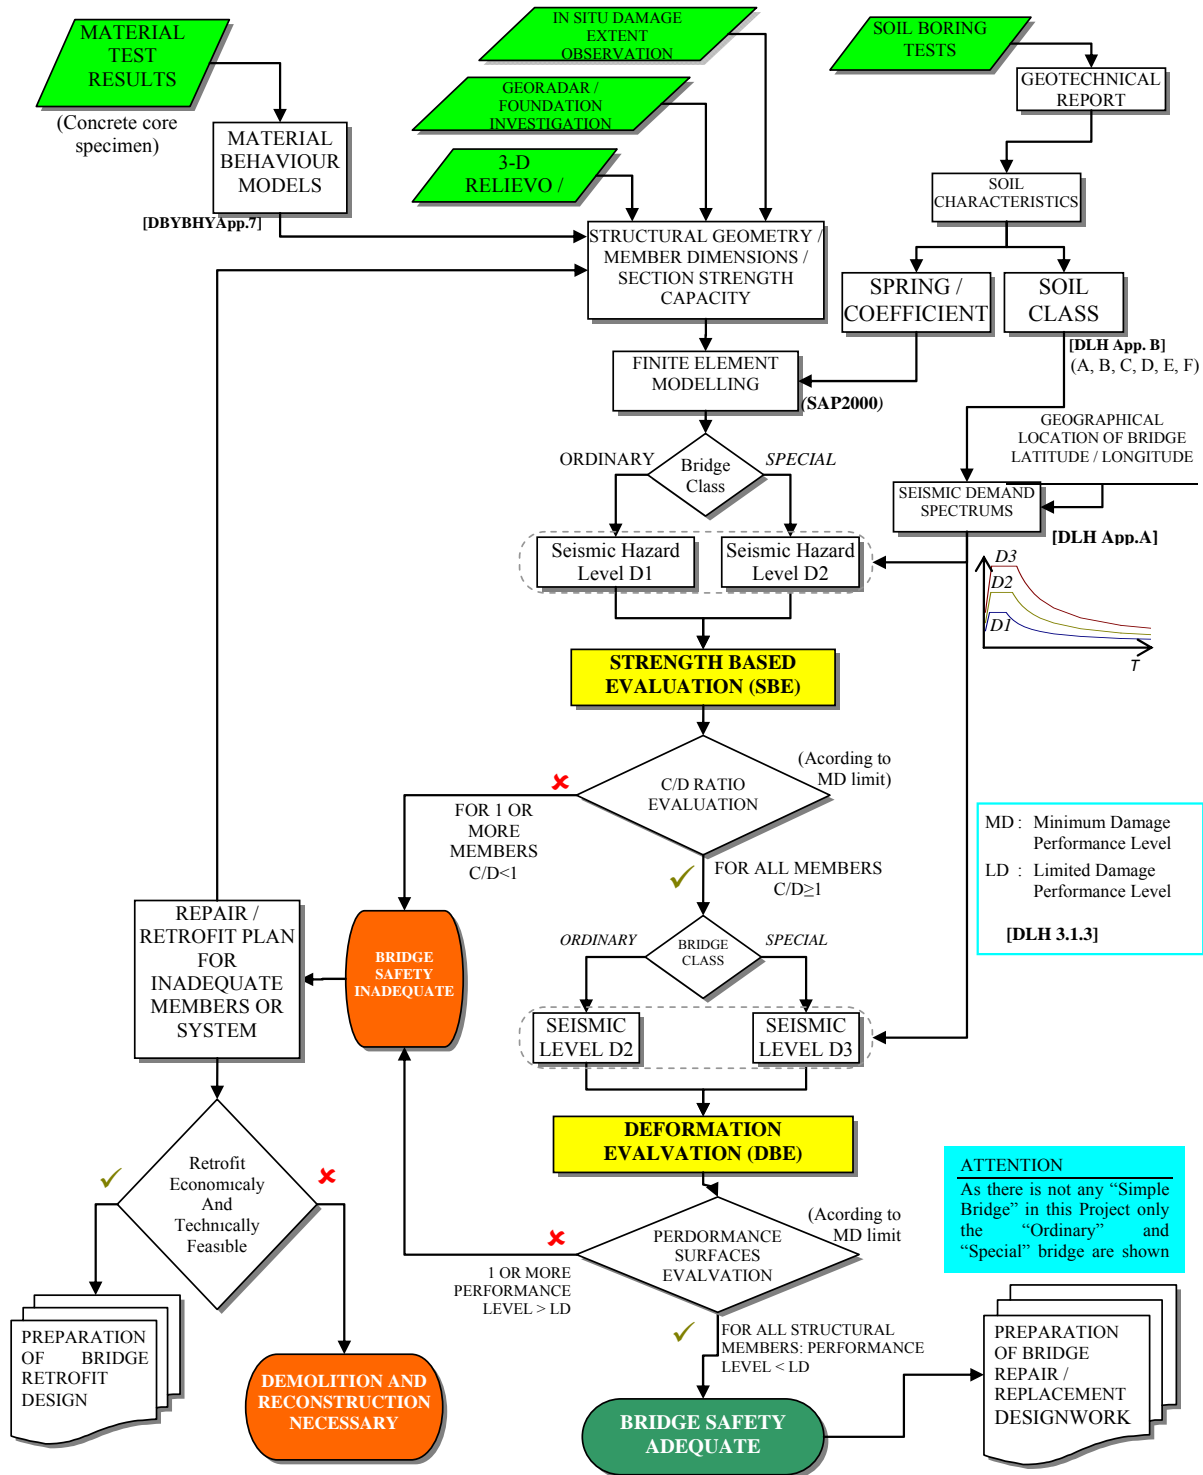 MATERIAL
TEST
RESULTS
(Concrete core
specimen)
MATERIAL
BEHAVIOUR
MODELS
[DBYBHYApp.7]
IN SITU DAMAGE
EXTENT
OBSERVATION
GEORADAR /
FOUNDATION
INVESTIGATION
3-D
RELIEVO /
SOIL BORING
TESTS
GEOTECHNICAL
REPORT
SOIL
CHARACTERISTICS
STRUCTURAL GEOMETRY /
MEMBER DIMENSIONS /
SECTION STRENGTH
CAPACITY
SPRING /
COEFFICIENT
SOIL
CLASS
[DLH App. B]
(A, B, C, D, E, F)
FINITE ELEMENT
MODELLING
(SAP2000)
GEOGRAPHICAL
LOCATION OF BRIDGE
LATITUDE / LONGITUDE
ORDINARY
Bridge
Class
SPECIAL
SEISMIC DEMAND
SPECTRUMS
[DLH App.A]
Seismic Hazard
Level D1
Seismic Hazard
Level D2
D3
D2
D1
T
STRENGTH BASED
EVALUATION (SBE)
C/D RATIO
EVALUATION
(Acording to
MD limit)
FOR 1 OR
MORE
MEMBERS
C/D<1
FOR ALL MEMBERS
C/D≥1
MD : Minimum Damage
Performance Level
LD : Limited Damage
Performance Level
[DLH 3.1.3]
REPAIR /
RETROFIT PLAN
FOR
INADEQUATE
MEMBERS OR
SYSTEM
BRIDGE
SAFETY
INADEQUATE
ORDINARY
BRIDGE
CLASS
SPECIAL
SEISMIC
LEVEL D2
SEISMIC
LEVEL D3
DEFORMATION
EVALVATION (DBE)
Retrofit
Economicaly
And
Technically
Feasible
PERDORMANCE
SURFACES
EVALVATION
(Acording to
MD limit
1 OR MORE
PERFORMANCE
LEVEL > LD
FOR ALL STRUCTURAL
MEMBERS: PERFORMANCE
LEVEL < LD
ATTENTION
As there is not any “Simple
Bridge” in this Project only
the “Ordinary” and
“Special” bridge are shown
PREPARATION
OF BRIDGE
RETROFIT
DESIGN
DEMOLITION AND
RECONSTRUCTION
NECESSARY
BRIDGE SAFETY
ADEQUATE
PREPARATION
OF BRIDGE
REPAIR /
REPLACEMENT
DESIGNWORK